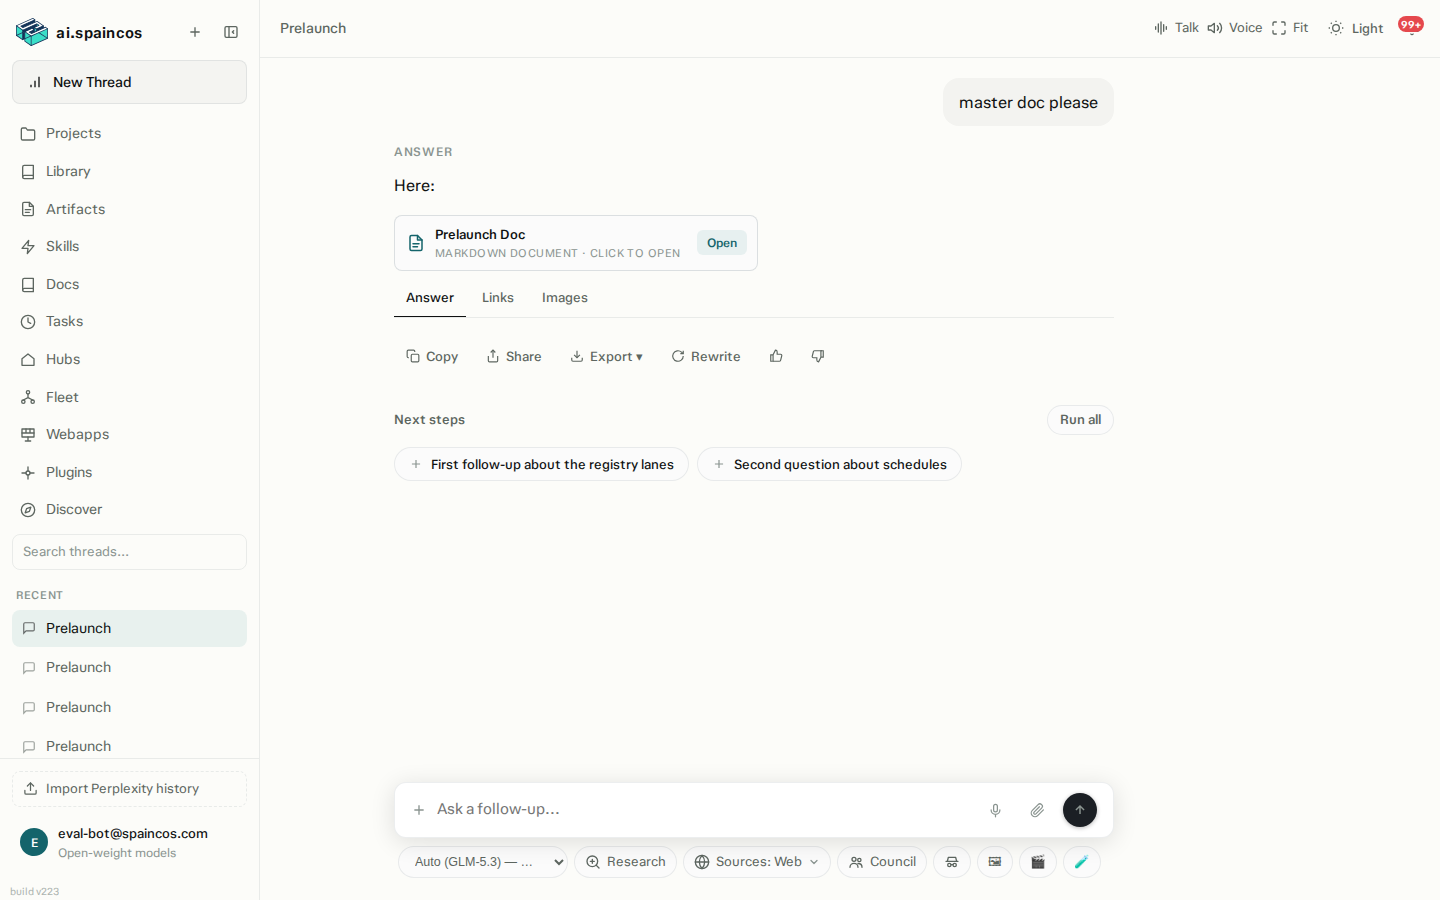 ai.spaincos
New Thread
Projects
Library
Artifacts
Skills
Docs
Tasks
Hubs
Fleet
Webapps
Plugins
Discover
Search threads...
RECENT
Prelaunch
Prelaunch
Prelaunch
Prelaunch
Import Perplexity history
E
eval-bot@spaincos.com
Open-weight models
build v223
Prelaunch
Talk
Voice
Fit
Light
99+
master doc please
ANSWER
Here:
Prelaunch Doc
MARKDOWN DOCUMENT · CLICK TO OPEN
Open
Answer
Links
Images
Copy
Share
Export ▾
Rewrite
Next steps
Run all
First follow-up about the registry lanes
Second question about schedules
Ask a follow-up...
Auto (GLM-5.3) — ...
Research
Sources: Web
Council